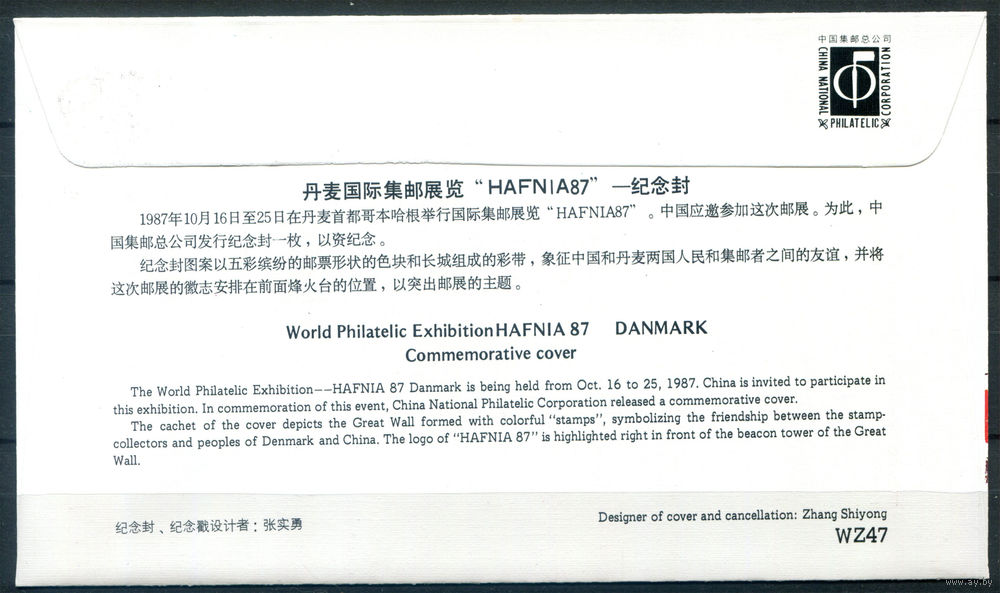 中国集邮总公司
CHINA NATIONAL
PHILATELIC
CORPORATION
丹麦国际集邮展览“HAFNIA87”—纪念封
1987年10月16日至25日在丹麦首都哥本哈根举行国际集邮展览“HAFNIA87”。中国应邀参加这次邮展。为此，中
国集邮总公司发行纪念封一枚，以资纪念。
纪念封图案以五彩缤纷的邮票形状的色块和长城组成的彩带，象征中国和丹麦两国人民和集邮者之间的友谊，并将
这次邮展的徽志安排在前面烽火台的位置，以突出邮展的主题。
World Philatelic Exhibition HAFNIA 87 DANMARK
Commemorative cover
The World Philatelic Exhibition——HAFNIA 87 Danmark is being held from Oct. 16 to 25, 1987. China is invited to participate in
this exhibition. In commemoration of this event, China National Philatelic Corporation released a commemorative cover.
The cachet of the cover depicts the Great Wall formed with colorful “stamps”, symbolizing the friendship between the stamp-
collectors and peoples of Denmark and China. The logo of “HAFNIA 87” is highlighted right in front of the beacon tower of the Great
Wall.
纪念封、纪念戳设计者：张实勇
Designer of cover and cancellation: Zhang Shiyong
WZ47
www.ay.by